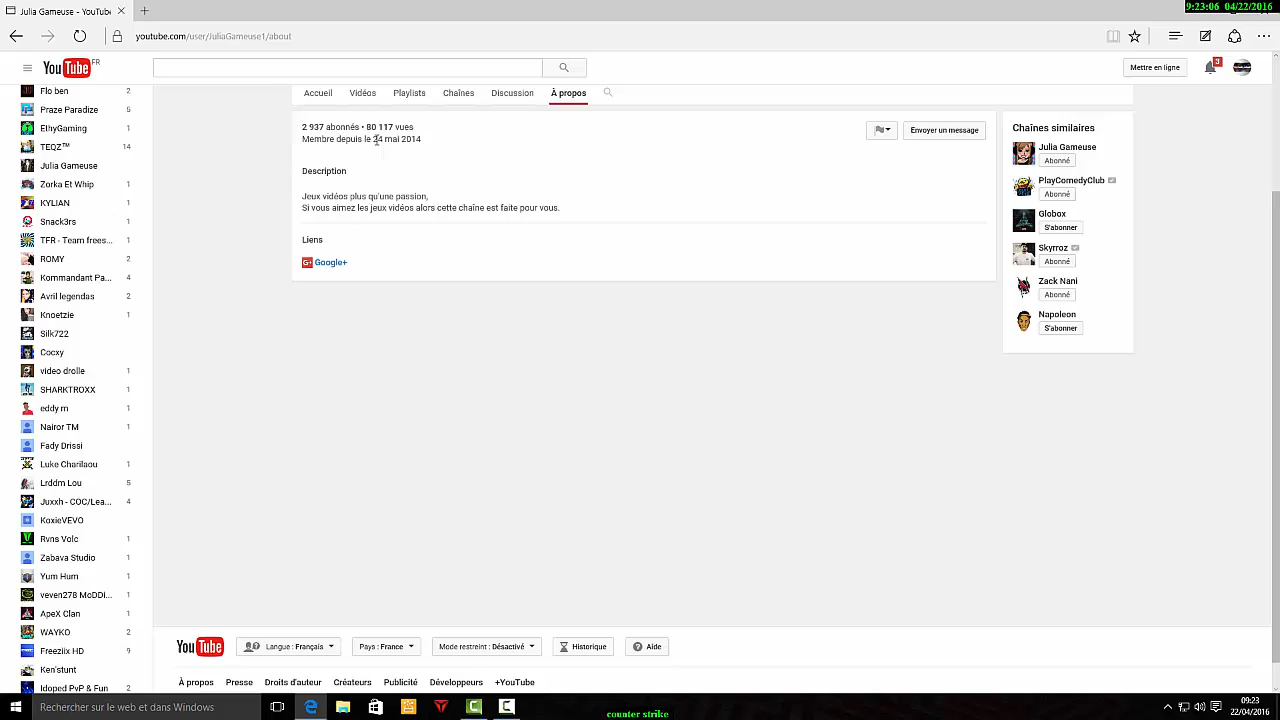 Julia Gameuse - YouTube
9:23:06 04/22/2016
youtube.com/user/JuliaGameuse1/about
YouTube FR
Mettre en ligne
3
Flo ben 2
Praze Paradize 5
ElhyGaming 1
TEQZ™ 14
Julia Gameuse
Zorka Et Whip 1
KYLIAN 1
Snack3rs 1
TFR - Team frees... 1
ROMY 2
Kommandant Pa... 4
Avril legendas 2
Knoetzie 1
Silk722
Cocxy
video drolle 1
SHARKTROXX 1
eddy m 1
Nairor TM 1
Fady Drissi
Luke Charilaou 1
Lrddm Lou 5
Juxxh - COC/Lea... 4
KoxieVEVO
Rvns Volc 1
Zabava Studio 1
Yum Hum 1
veven278 MoDDi... 1
ApeX Clan 1
WAYKO 2
Freeziix HD 9
Ken'stunt
Idoped PvP & Fun 2
Accueil Vidéos Playlists Chaînes Discussion À propos
2 937 abonnés • 80 117 vues
Membre depuis le 24 mai 2014
Envoyer un message
Description
Jeux vidéos plus qu'une passion,
Si vous aimez les jeux vidéos alors cette chaîne est faite pour vous.
Liens
Google+
Chaînes similaires
Julia Gameuse
Abonné
PlayComedyClub
Abonné
Globox
S'abonner
Skyrroz
Abonné
Zack Nani
Abonné
Napoleon
S'abonner
YouTube Langue : Français Pays : France Mode restreint : Désactivé Historique Aide
À propos Presse Droits d'auteur Créateurs Publicité Développeurs +YouTube
Rechercher sur le web et dans Windows
counter strike
09:23
22/04/2016